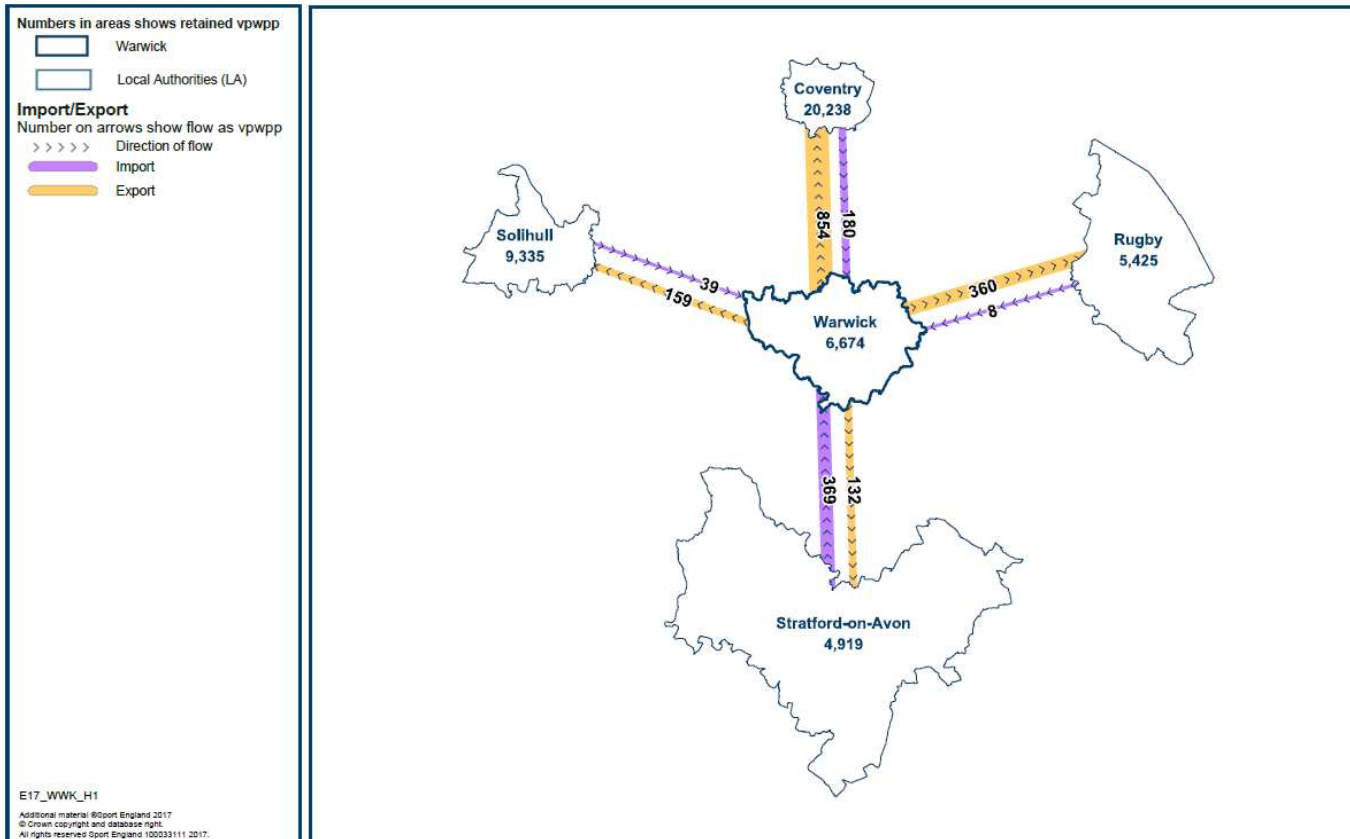 Numbers in areas shows retained vpwpp
Warwick
Local Authorities (LA)
Import/Export
Number on arrows show flow as vpwpp
Direction of flow
Import
Export
E17_WWK_H1
Additional material ©Sport England 2017
© Crown copyright and database right.
All rights reserved Sport England 100033111 2017.
Coventry
20,238
854
180
Solihull
9,335
39
159
Rugby
5,425
360
8
Warwick
6,674
369
132
Stratford-on-Avon
4,919